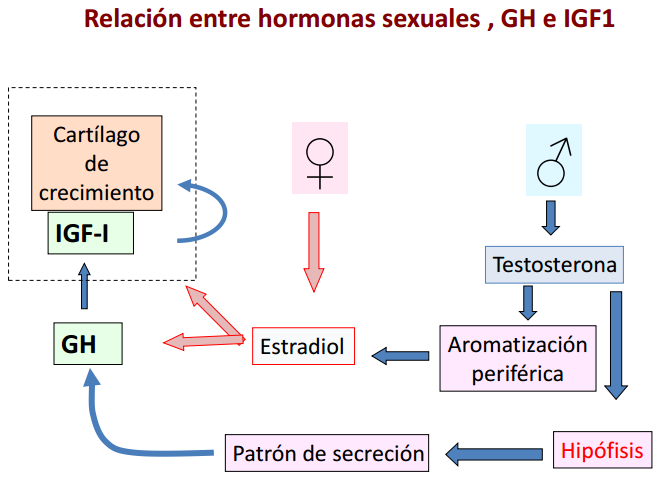 Relación entre hormonas sexuales , GH e IGF1
Cartílago
de
crecimiento
IGF-I
Testosterona
GH
Estradiol
Aromatización
periférica
Patrón de secreción
Hipófisis